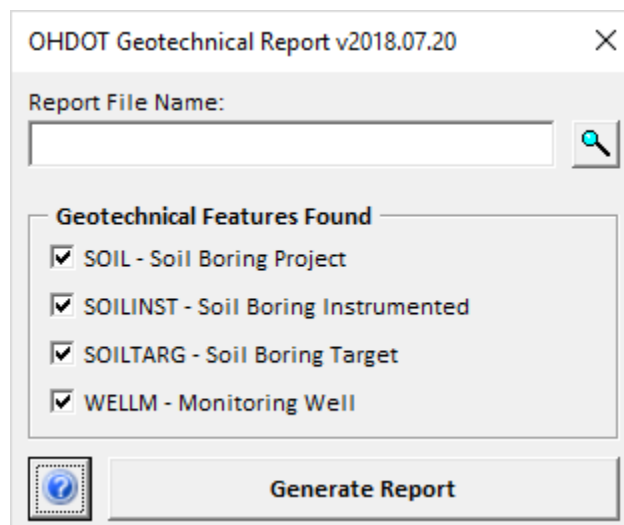 OHDOT Geotechnical Report v2018.07.20
Report File Name:
Geotechnical Features Found
SOIL - Soil Boring Project
SOILINST - Soil Boring Instrumented
SOILTARG - Soil Boring Target
WELLM - Monitoring Well
Generate Report